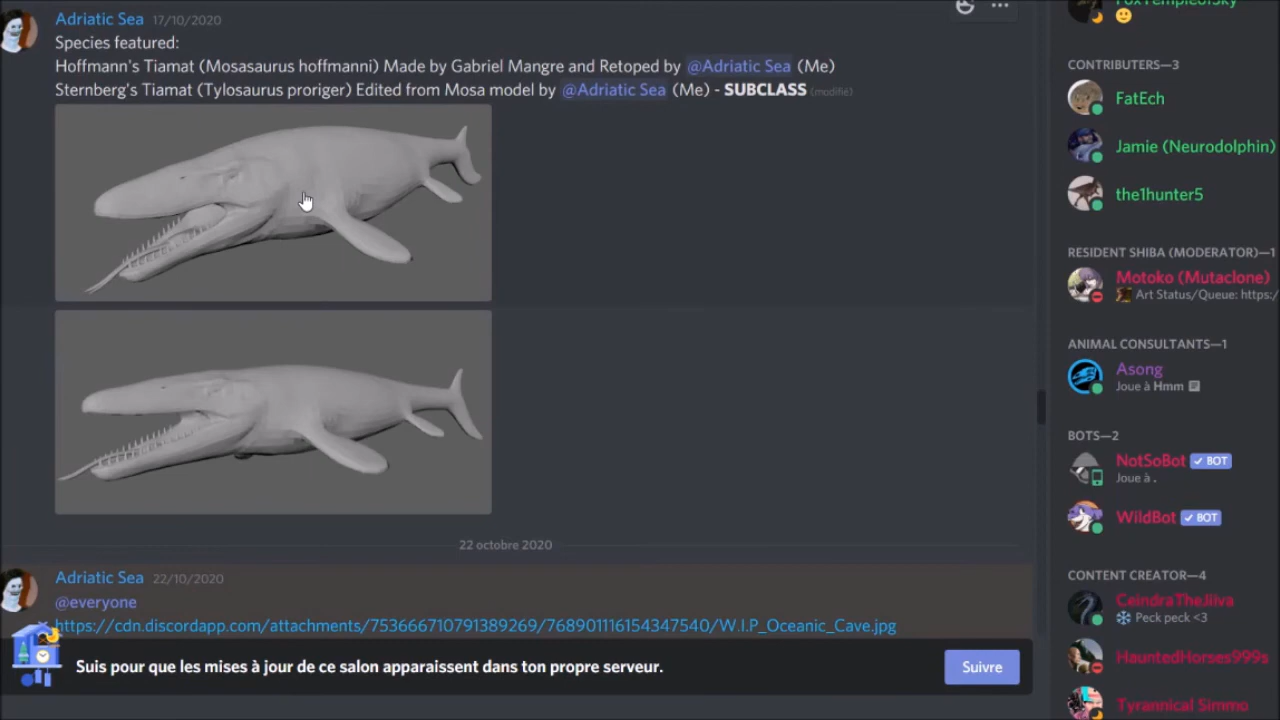 Adriatic Sea 17/10/2020
Species featured:
Hoffmann's Tiamat (Mosasaurus hoffmanni) Made by Gabriel Mangre and Retoped by @Adriatic Sea (Me)
Sternberg's Tiamat (Tylosaurus proriger) Edited from Mosa model by @Adriatic Sea (Me) - SUBCLASS (modifié)
22 octobre 2020
Adriatic Sea 22/10/2020
@everyone
https://cdn.discordapp.com/attachments/753666710791389269/768901116154347540/W.I.P_Oceanic_Cave.jpg
Suis pour que les mises à jour de ce salon apparaissent dans ton propre serveur.
Suivre
FoxTempleofSky
CONTRIBUTERS—3
FatEch
Jamie (Neurodolphin)
the1hunter5
RESIDENT SHIBA (MODERATOR)—1
Motoko (Mutaclone)
Art Status/Queue: https:/
ANIMAL CONSULTANTS—1
Asong
Joue à Hmm
BOTS—2
NotSoBot BOT
Joue à .
WildBot BOT
CONTENT CREATOR—4
CeindraTheJiiva
Peck peck <3
HauntedHorses999s
Tyrannical Simmo